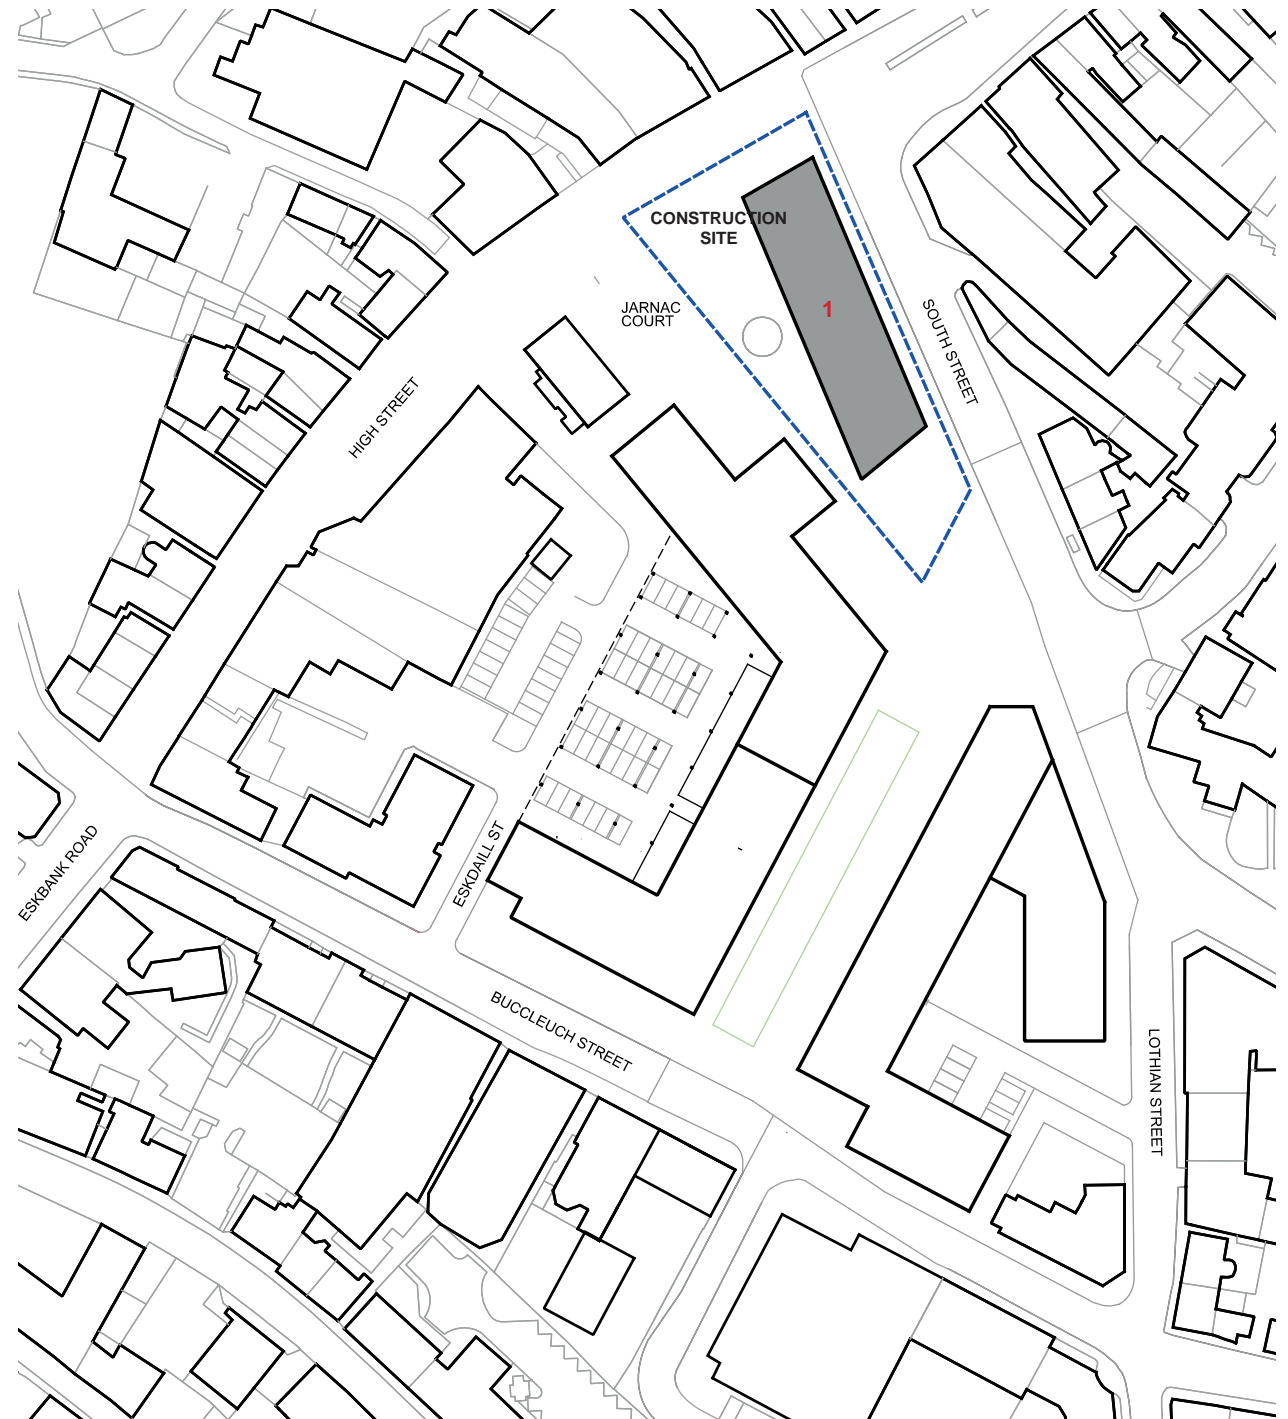 CONSTRUCTION
SITE
1
JARNAC
COURT
SOUTH STREET
HIGH STREET
ESKBANK ROAD
ESKDAILL ST
BUCCLEUCH STREET
LOTHIAN STREET